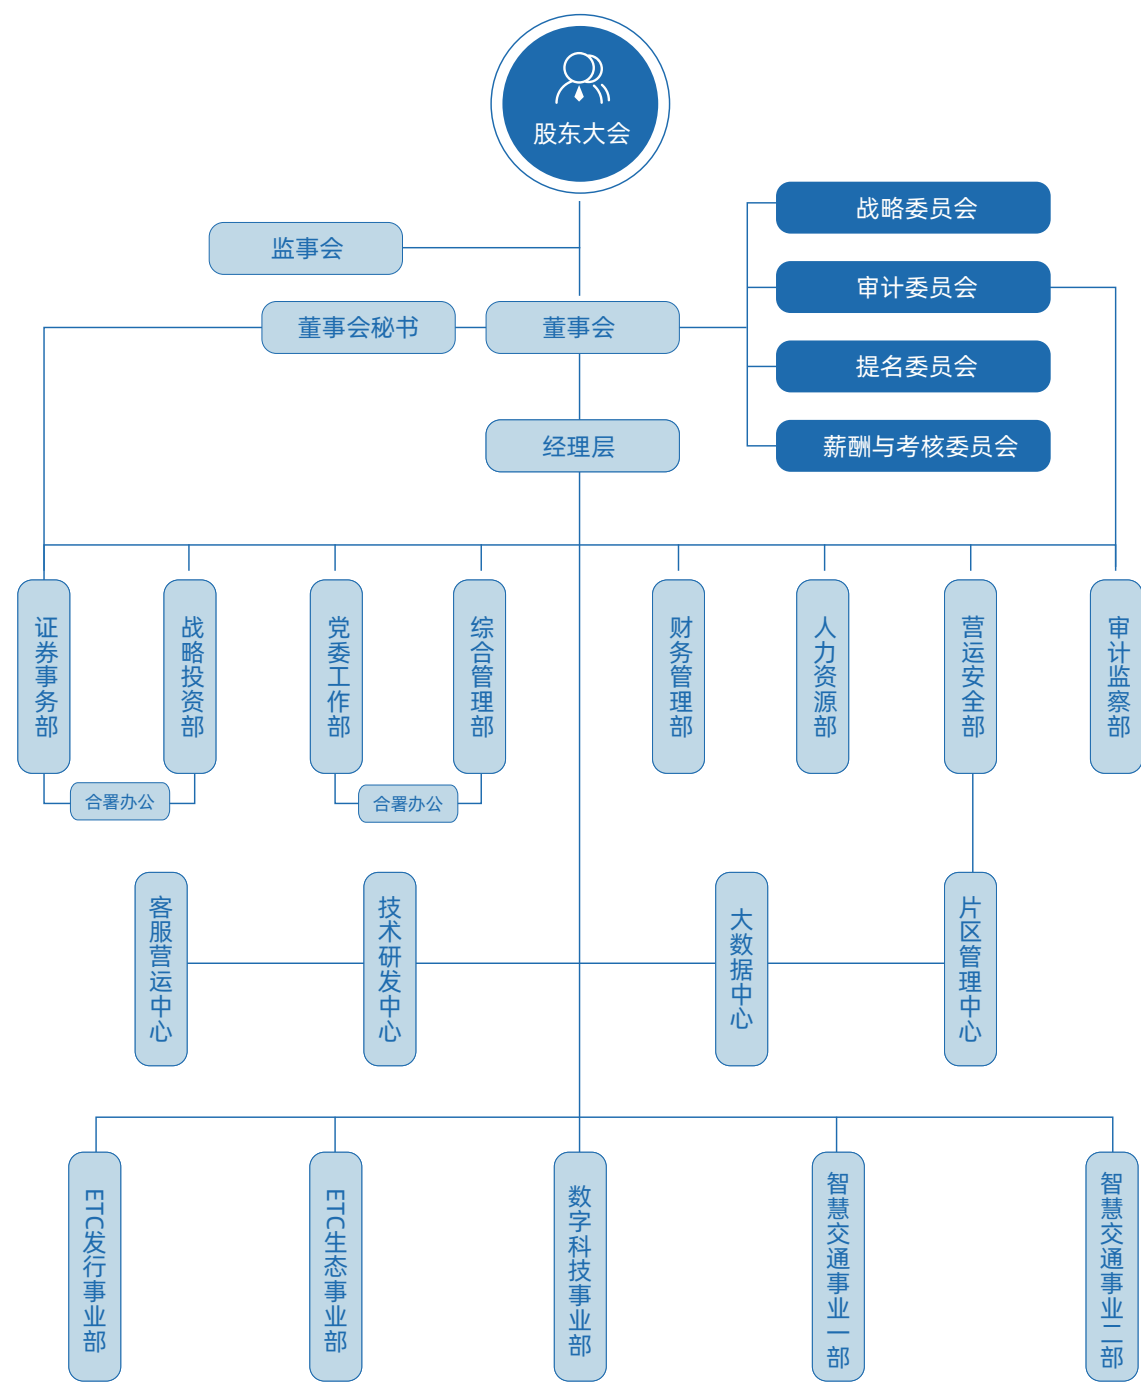 股东大会
战略委员会
监事会
审计委员会
董事会秘书
董事会
提名委员会
经理层
薪酬与考核委员会
证券事务部
战略投资部
党委工作部
综合管理部
财务管理部
人力资源部
营运安全部
审计监察部
合署办公
合署办公
客服营运中心
技术研发中心
大数据中心
片区管理中心
ETC发行事业部
ETC生态事业部
数字科技事业部
智慧交通事业一部
智慧交通事业二部